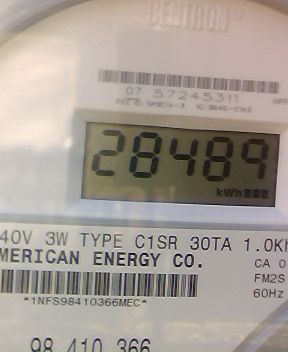 CENTRON
07 57245311
28489
kWh
40V 3W TYPE C1SR 30TA 1.0Kh
MERICAN ENERGY CO.
CA 0
FM2S
*1NFS98410366MEC*
60Hz
98 410 366